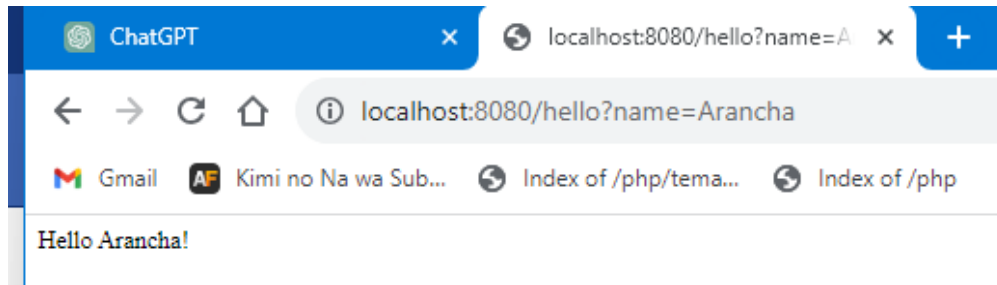 ChatGPT
localhost:8080/hello?name=A
localhost:8080/hello?name=Arancha
Gmail AF Kimi no Na wa Sub... Index of /php/tema... Index of /php
Hello Arancha!